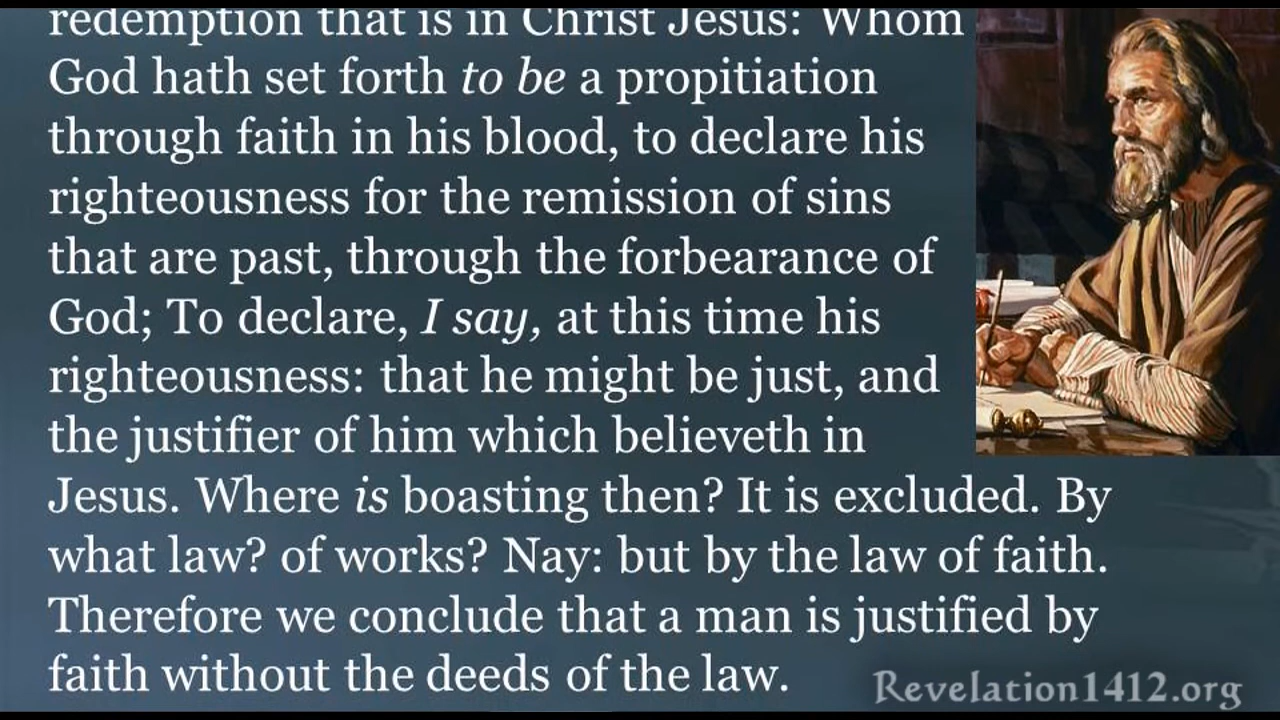 redemption that is in Christ Jesus: Whom
God hath set forth to be a propitiation
through faith in his blood, to declare his
righteousness for the remission of sins
that are past, through the forbearance of
God; To declare, I say, at this time his
righteousness: that he might be just, and
the justifier of him which believeth in
Jesus. Where is boasting then? It is excluded. By
what law? of works? Nay: but by the law of faith.
Therefore we conclude that a man is justified by
faith without the deeds of the law.
Revelation1412.org